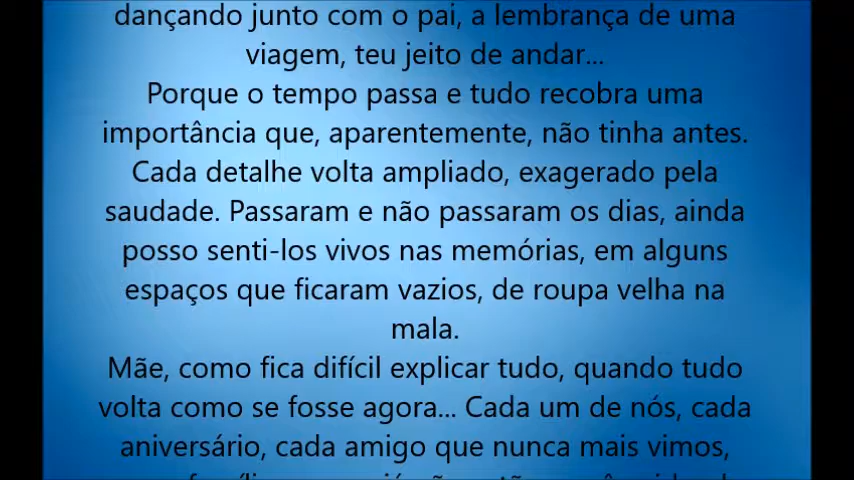 dançando junto com o pai, a lembrança de uma
viagem, teu jeito de andar...
Porque o tempo passa e tudo recobra uma
importância que, aparentemente, não tinha antes.
Cada detalhe volta ampliado, exagerado pela
saudade. Passaram e não passaram os dias, ainda
posso senti-los vivos nas memórias, em alguns
espaços que ficaram vazios, de roupa velha na
mala.
Mãe, como fica difícil explicar tudo, quando tudo
volta como se fosse agora... Cada um de nós, cada
aniversário, cada amigo que nunca mais vimos,